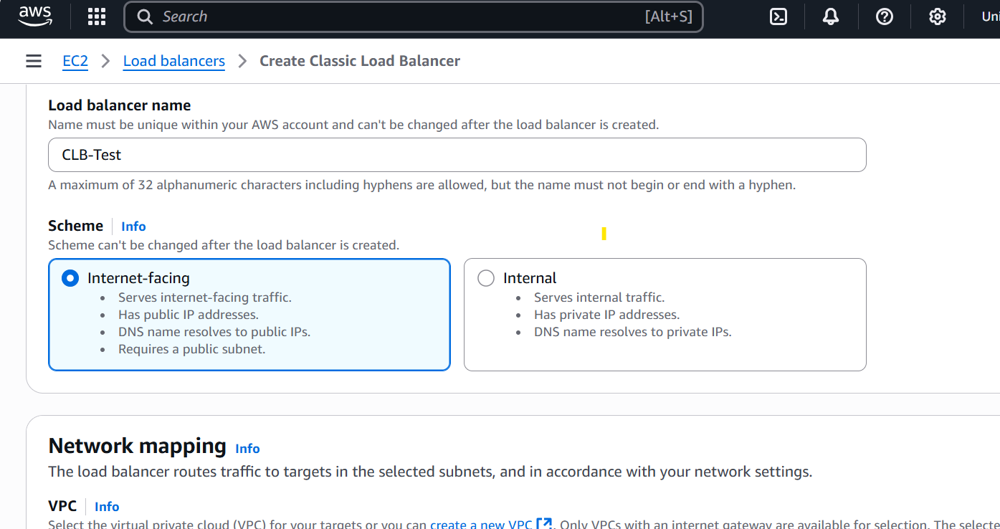 aws
Search [Alt+S]
EC2 > Load balancers > Create Classic Load Balancer
Load balancer name
Name must be unique within your AWS account and can't be changed after the load balancer is created.
CLB-Test
A maximum of 32 alphanumeric characters including hyphens are allowed, but the name must not begin or end with a hyphen.
Scheme | Info
Scheme can't be changed after the load balancer is created.
Internet-facing
• Serves internet-facing traffic.
• Has public IP addresses.
• DNS name resolves to public IPs.
• Requires a public subnet.
Internal
• Serves internal traffic.
• Has private IP addresses.
• DNS name resolves to private IPs.
Network mapping Info
The load balancer routes traffic to targets in the selected subnets, and in accordance with your network settings.
VPC | Info
Select the virtual private cloud (VPC) for your targets or you can create a new VPC. Only VPCs with an internet gateway are available for selection. The